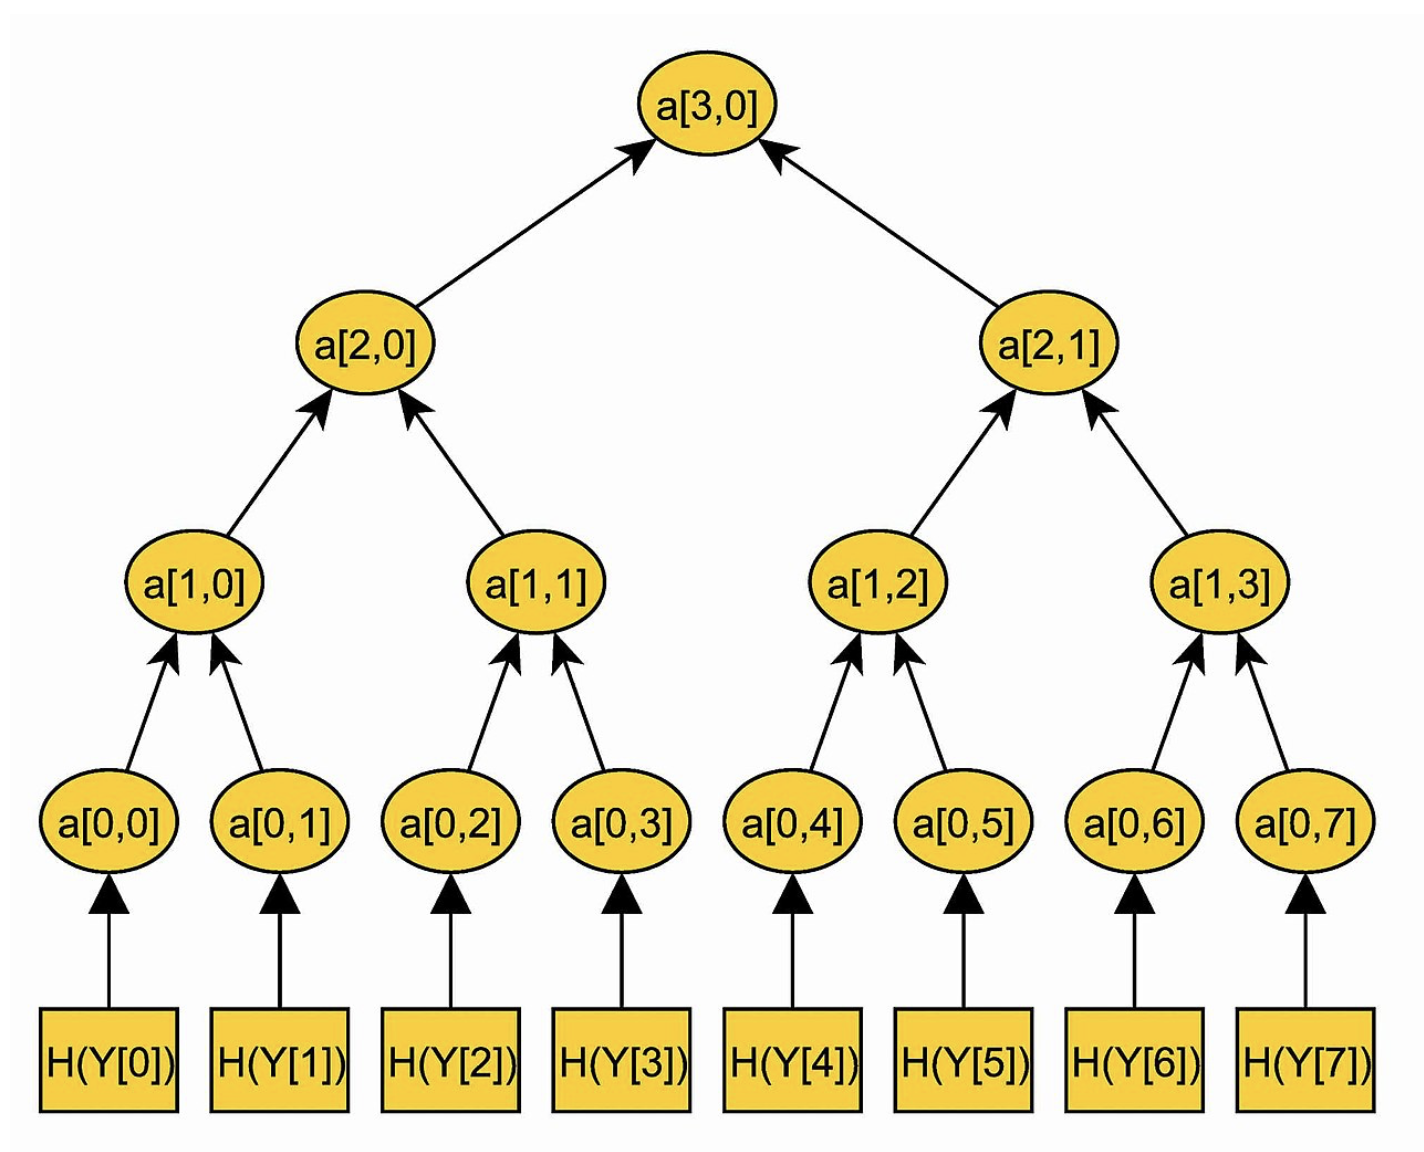 a[3,0]
a[2,0] a[2,1]
a[1,0] a[1,1] a[1,2] a[1,3]
a[0,0] a[0,1] a[0,2] a[0,3] a[0,4] a[0,5] a[0,6] a[0,7]
H(Y[0]) H(Y[1]) H(Y[2]) H(Y[3]) H(Y[4]) H(Y[5]) H(Y[6]) H(Y[7])